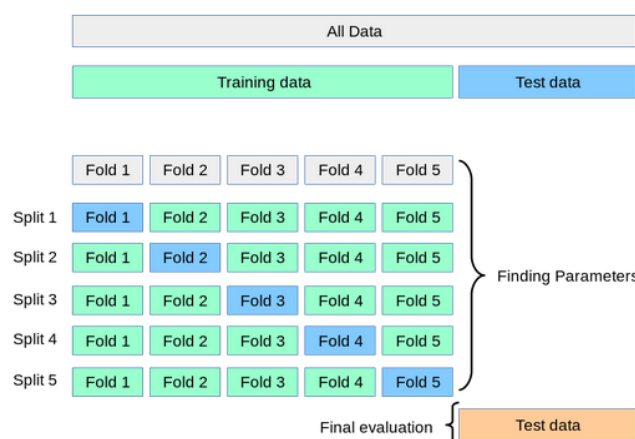 All Data
Training data Test data
Fold 1 Fold 2 Fold 3 Fold 4 Fold 5
Split 1 Fold 1 Fold 2 Fold 3 Fold 4 Fold 5
Split 2 Fold 1 Fold 2 Fold 3 Fold 4 Fold 5
Finding Parameters
Split 3 Fold 1 Fold 2 Fold 3 Fold 4 Fold 5
Split 4 Fold 1 Fold 2 Fold 3 Fold 4 Fold 5
Split 5 Fold 1 Fold 2 Fold 3 Fold 4 Fold 5
Final evaluation Test data